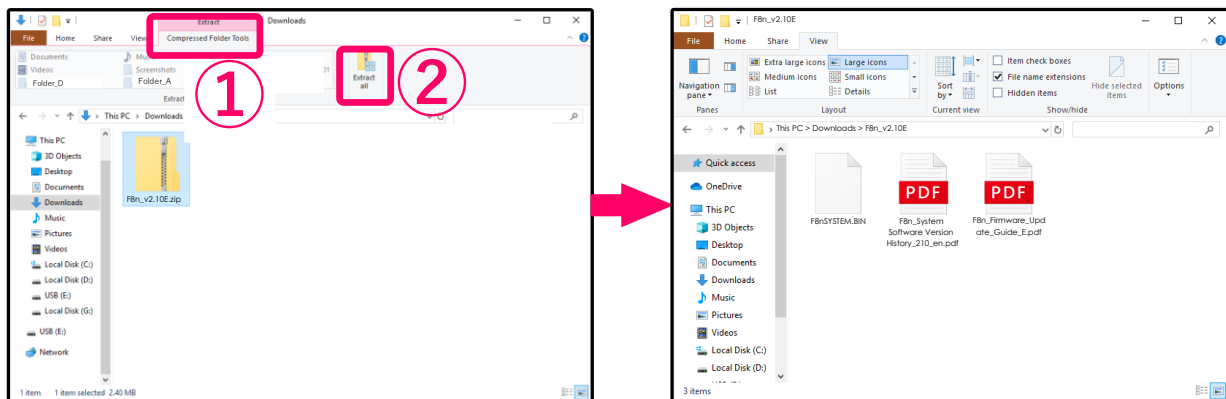 Extract
Downloads
File
Home
Share
View
Compressed Folder Tools
Documents
Music
Videos
Screenshots
Folder_D
Folder_A
Extract
all
Extract
①
②
This PC > Downloads
This PC
3D Objects
Desktop
Documents
Downloads
Music
Pictures
Videos
Local Disk (C:)
Local Disk (D:)
USB (E:)
Local Disk (G:)
USB (E:)
Network
F8n_v2.10E.zip
1 item
1 item selected 2.40 MB
F8n_v2.10E
File
Home
Share
View
Navigation
pane
Panes
Extra large icons
Large icons
Medium icons
Small icons
List
Details
Layout
Sort
by
Current view
Item check boxes
File name extensions
Hidden items
Hide selected
items
Show/hide
Options
This PC > Downloads > F8n_v2.10E
Quick access
OneDrive
This PC
3D Objects
Desktop
Documents
Downloads
Music
Pictures
Videos
Local Disk (C:)
Local Disk (D:)
F8nSYSTEM.BIN
PDF
F8n_System
Software Version
History_210_en.pdf
PDF
F8n_Firmware_Upd
ate_Guide_E.pdf
3 items